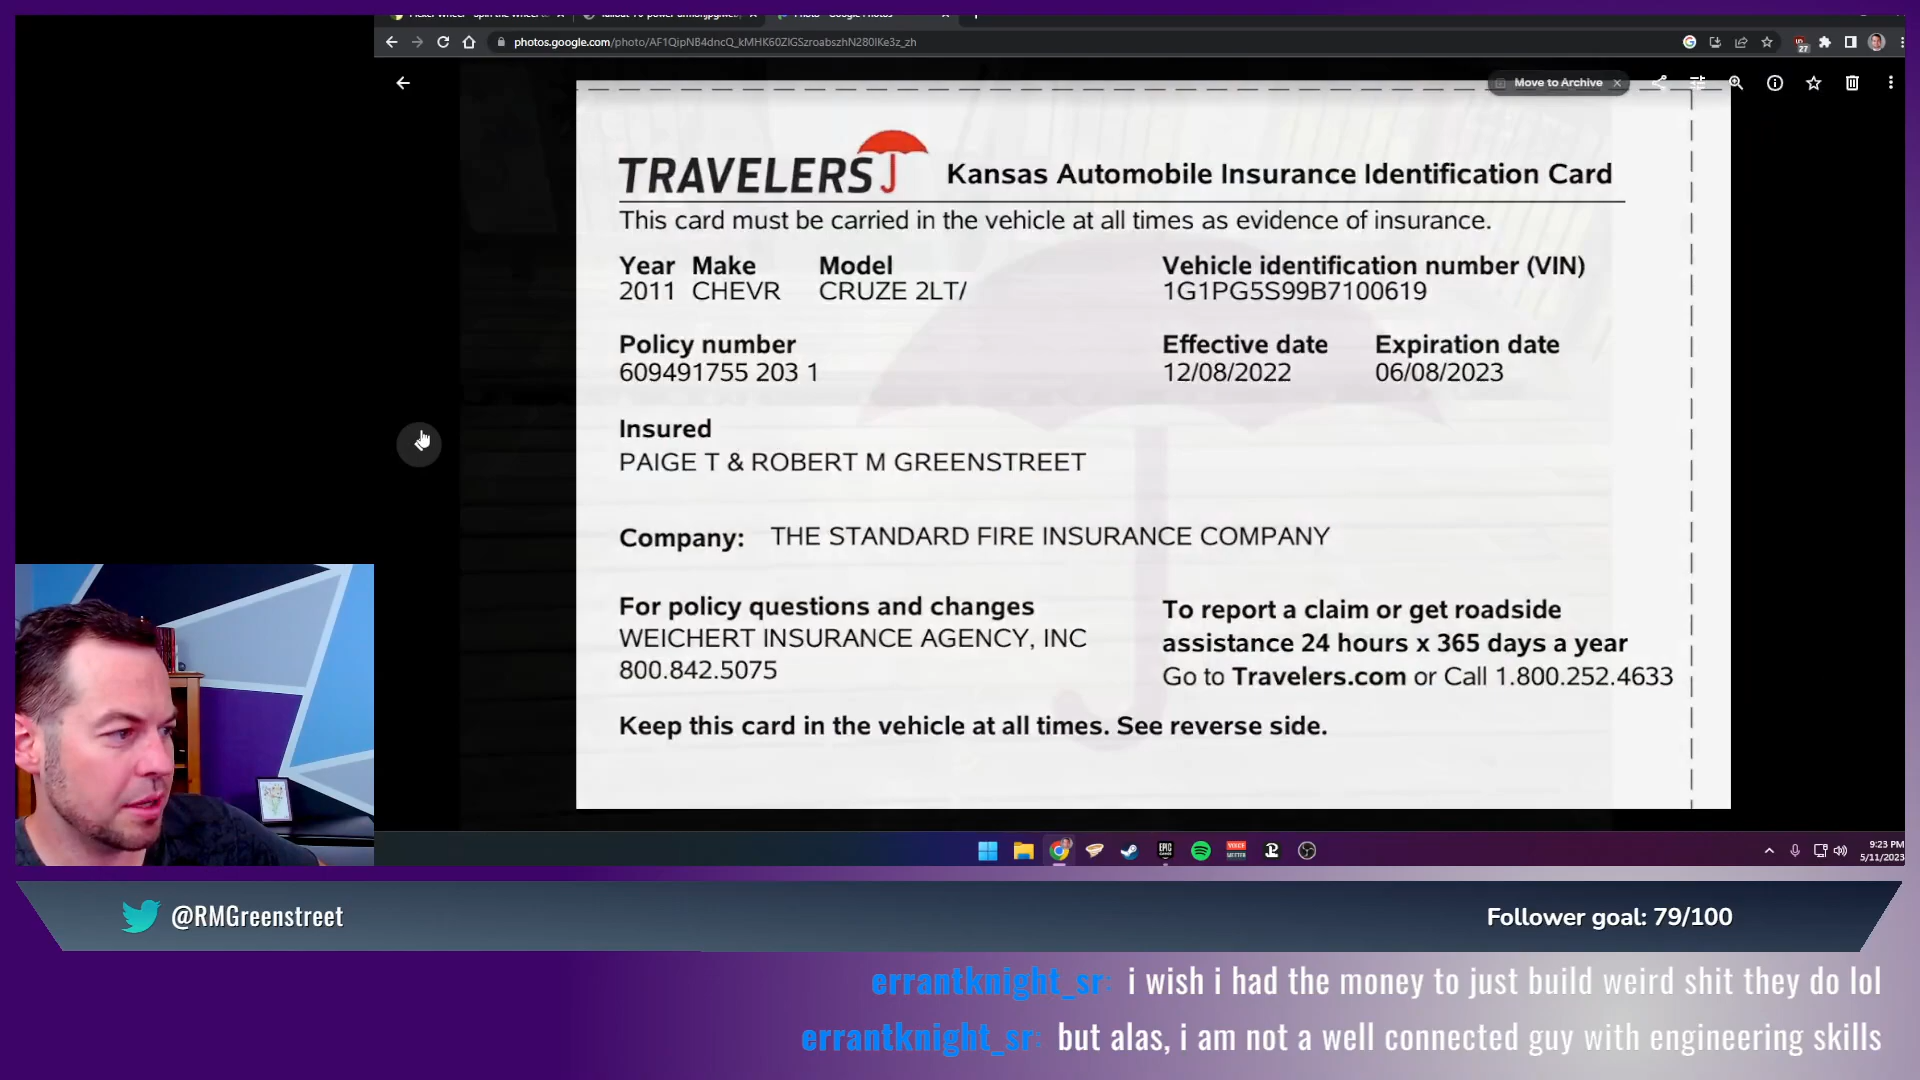 photos.google.com/photo/AF1QipNB4dncQ_kMHK60ZIGSzroabszhN280IKe3z_zh
27
Move to Archive
TRAVELERS Kansas Automobile Insurance Identification Card
This card must be carried in the vehicle at all times as evidence of insurance.
Year Make Model Vehicle identification number (VIN)
2011 CHEVR CRUZE 2LT/ 1G1PG5S99B7100619
Policy number Effective date Expiration date
609491755 203 1 12/08/2022 06/08/2023
Insured
PAIGE T & ROBERT M GREENSTREET
Company: THE STANDARD FIRE INSURANCE COMPANY
For policy questions and changes
WEICHERT INSURANCE AGENCY, INC
800.842.5075
To report a claim or get roadside
assistance 24 hours x 365 days a year
Go to Travelers.com or Call 1.800.252.4633
Keep this card in the vehicle at all times. See reverse side.
EPIC
9:23 PM
5/11/2023
@RMGreenstreet
Follower goal: 79/100
errantknight_sr: i wish i had the money to just build weird shit they do lol
errantknight_sr: but alas, i am not a well connected guy with engineering skills